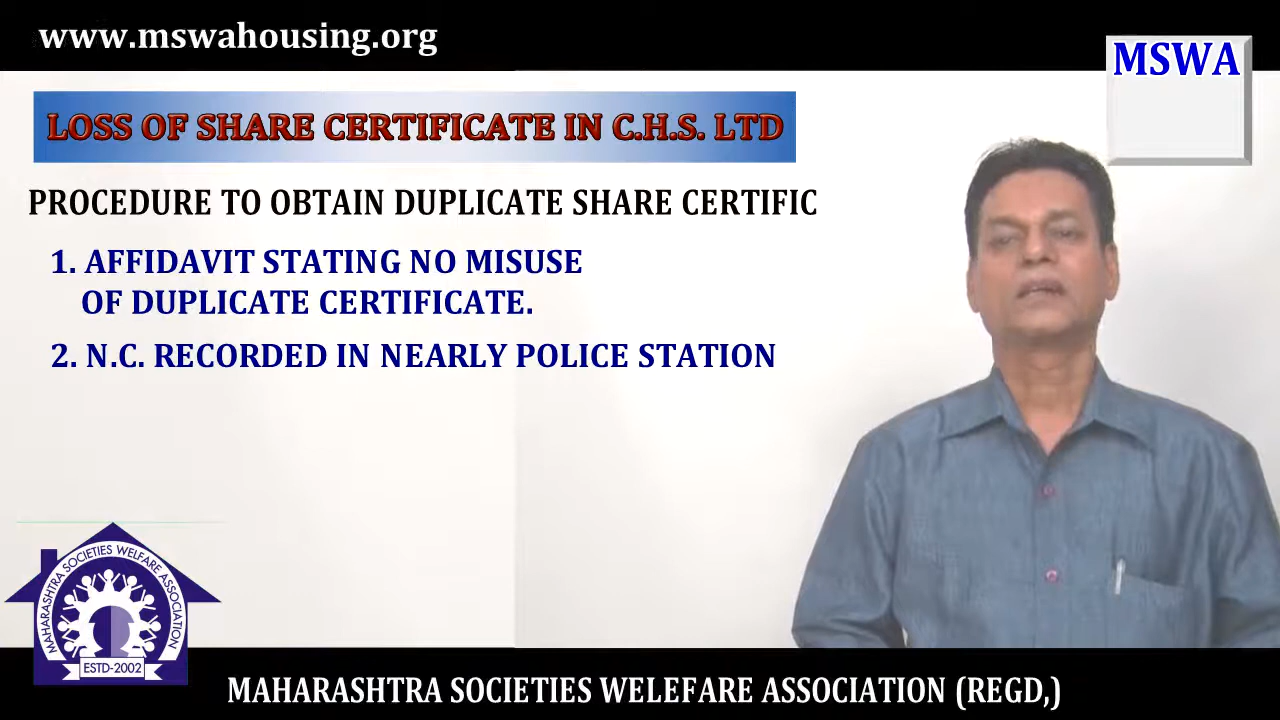 www.mswahousing.org
MSWA
LOSS OF SHARE CERTIFICATE IN C.H.S. LTD
PROCEDURE TO OBTAIN DUPLICATE SHARE CERTIFIC
1. AFFIDAVIT STATING NO MISUSE
OF DUPLICATE CERTIFICATE.
2. N.C. RECORDED IN NEARLY POLICE STATION
MAHARASHTRA SOCIETIES WELFARE ASSOCIATION
ESTD-2002
MAHARASHTRA SOCIETIES WELEFARE ASSOCIATION (REGD,)